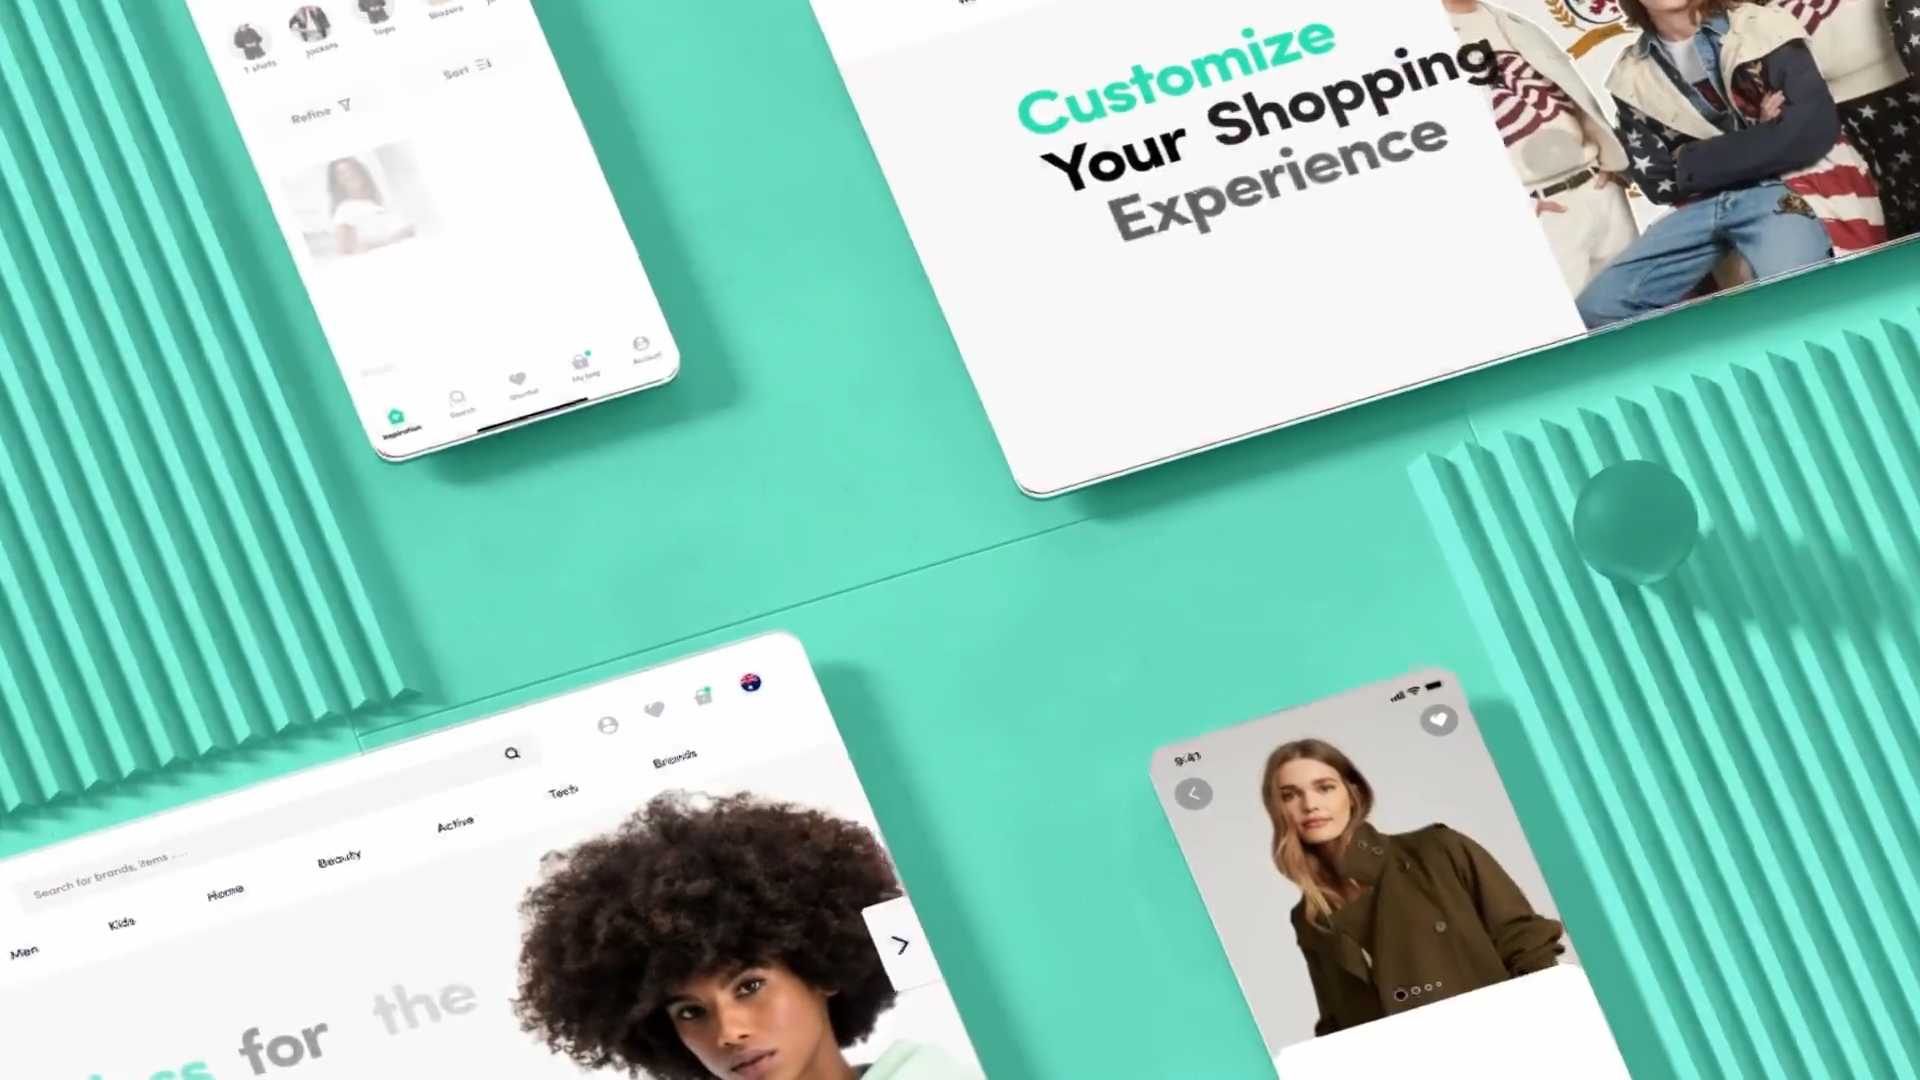 T shirts
Jackets
Tops
Blazers
Refine
Sort
Inspiration
Search
Shortlist
My bag
Account
Customize
Your Shopping
Experience
Search for brands, items ....
Men
Kids
Home
Beauty
Active
Tech
Brands
for the
9:41